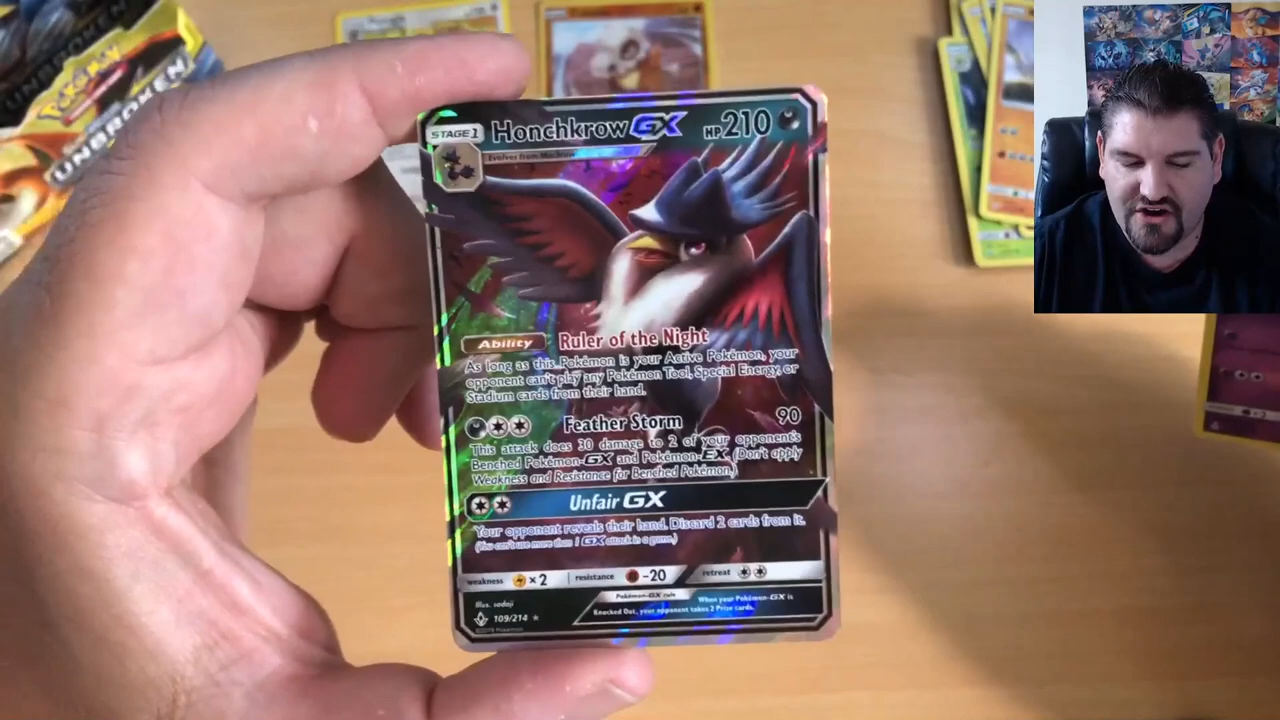 UNBROKEN
Pokémon
UNBROKEN
STAGE 1 Honchkrow GX HP 210
Evolves from Murkrow
Ability Ruler of the Night
As long as this Pokémon is your Active Pokémon, your
opponent can't play any Pokémon Tool, Special Energy, or
Stadium cards from their hand.
Feather Storm 90
This attack does 30 damage to 2 of your opponent's
Benched Pokémon-GX and Pokémon-EX. (Don't apply
Weakness and Resistance for Benched Pokémon.)
Unfair GX
Your opponent reveals their hand. Discard 2 cards from it.
(You can't use more than 1 GX attack in a game.)
weakness ×2 resistance -20 retreat
Pokémon-GX rule When your Pokémon-GX is
Knocked Out, your opponent takes 2 Prize cards.
Illus. sadaji
109/214
©2019 Pokémon